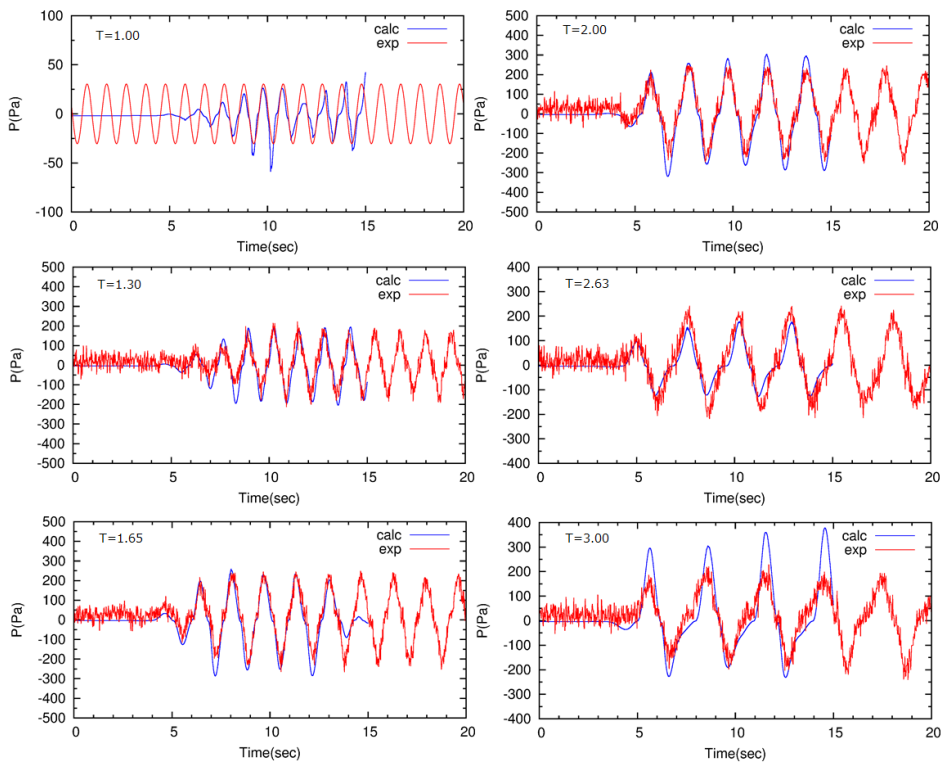 T=1.00
calc
exp
100
50
0
-50
-100
P(Pa)
0 5 10 15 20
Time(sec)
T=2.00
calc
exp
500
400
300
200
100
0
-100
-200
-300
-400
500
P(Pa)
0 5 10 15 20
Time(sec)
T=1.30
calc
exp
500
400
300
200
100
0
-100
-200
-300
-400
-500
P(Pa)
0 5 10 15 20
Time(sec)
T=2.63
calc
exp
400
300
200
100
0
-100
-200
-300
-400
P(Pa)
0 5 10 15 20
Time(sec)
T=1.65
calc
exp
500
400
300
200
100
0
-100
-200
-300
-400
-500
P(Pa)
0 5 10 15 20
Time(sec)
T=3.00
calc
exp
400
300
200
100
0
-100
-200
-300
-400
P(Pa)
0 5 10 15 20
Time(sec)